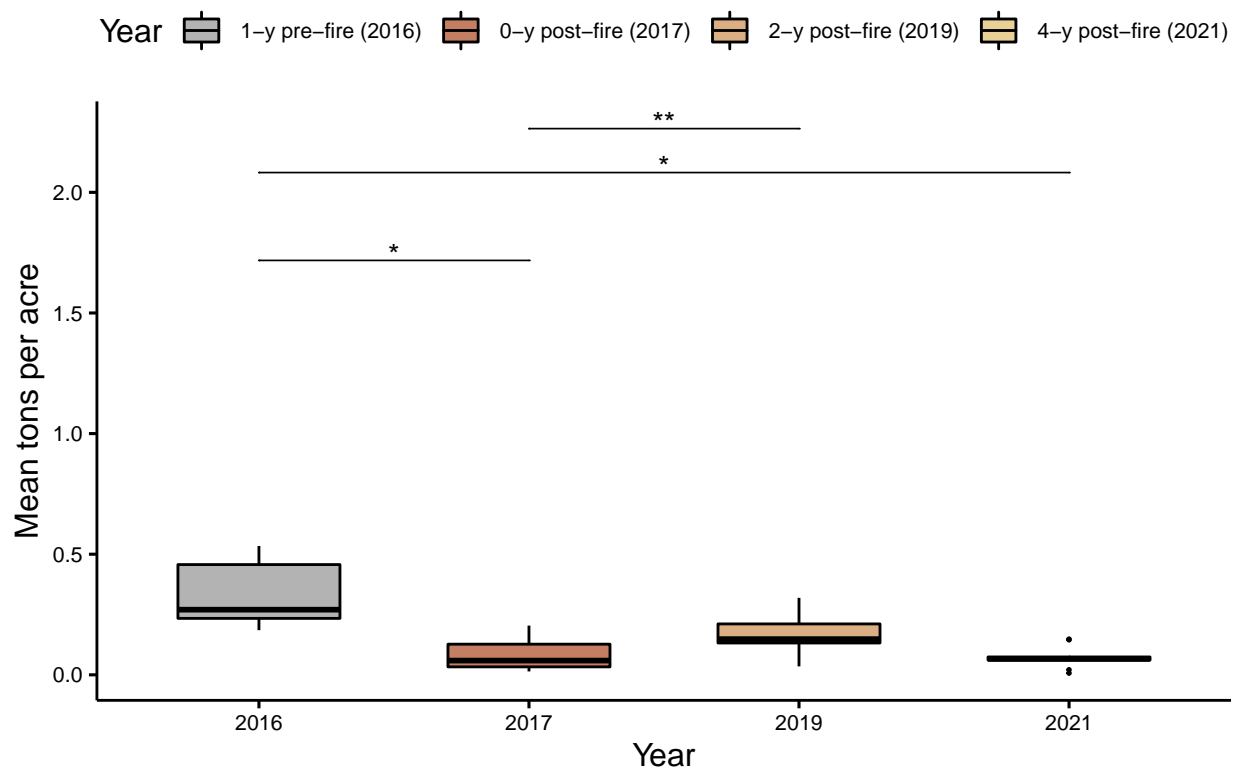 Year 1−y pre−fire (2016) 0−y post−fire (2017) 2−y post−fire (2019) 4−y post−fire (2021)
**
*
*
Mean tons per acre
2.0
1.5
1.0
0.5
0.0
2016 2017 2019 2021
Year